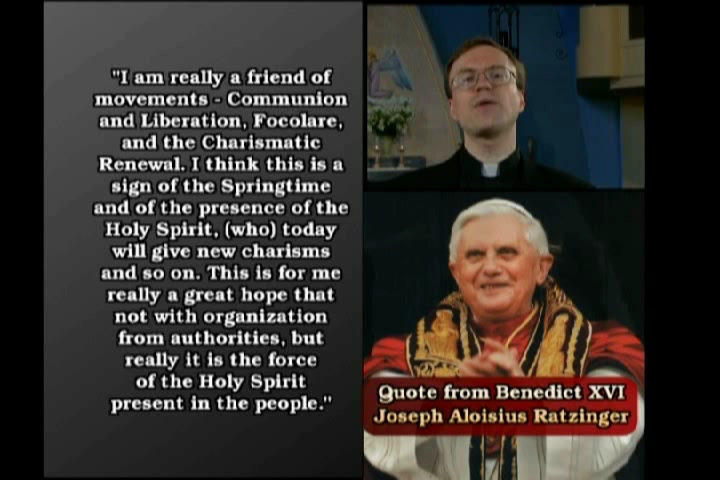 "I am really a friend of
movements - Communion
and Liberation, Focolare,
and the Charismatic
Renewal. I think this is a
sign of the Springtime
and of the presence of the
Holy Spirit, (who) today
will give new charisms
and so on. This is for me
really a great hope that
not with organization
from authorities, but
really it is the force
of the Holy Spirit
present in the people."
Quote from Benedict XVI
Joseph Aloisius Ratzinger